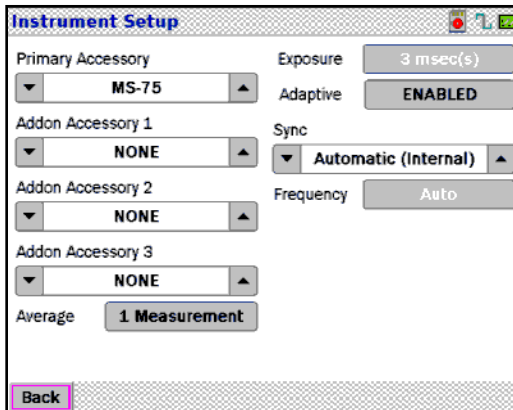 Instrument Setup
Primary Accessory
MS-75
Addon Accessory 1
NONE
Addon Accessory 2
NONE
Addon Accessory 3
NONE
Average 1 Measurement
Exposure 3 msec(s)
Adaptive ENABLED
Sync
Automatic (Internal)
Frequency Auto
Back